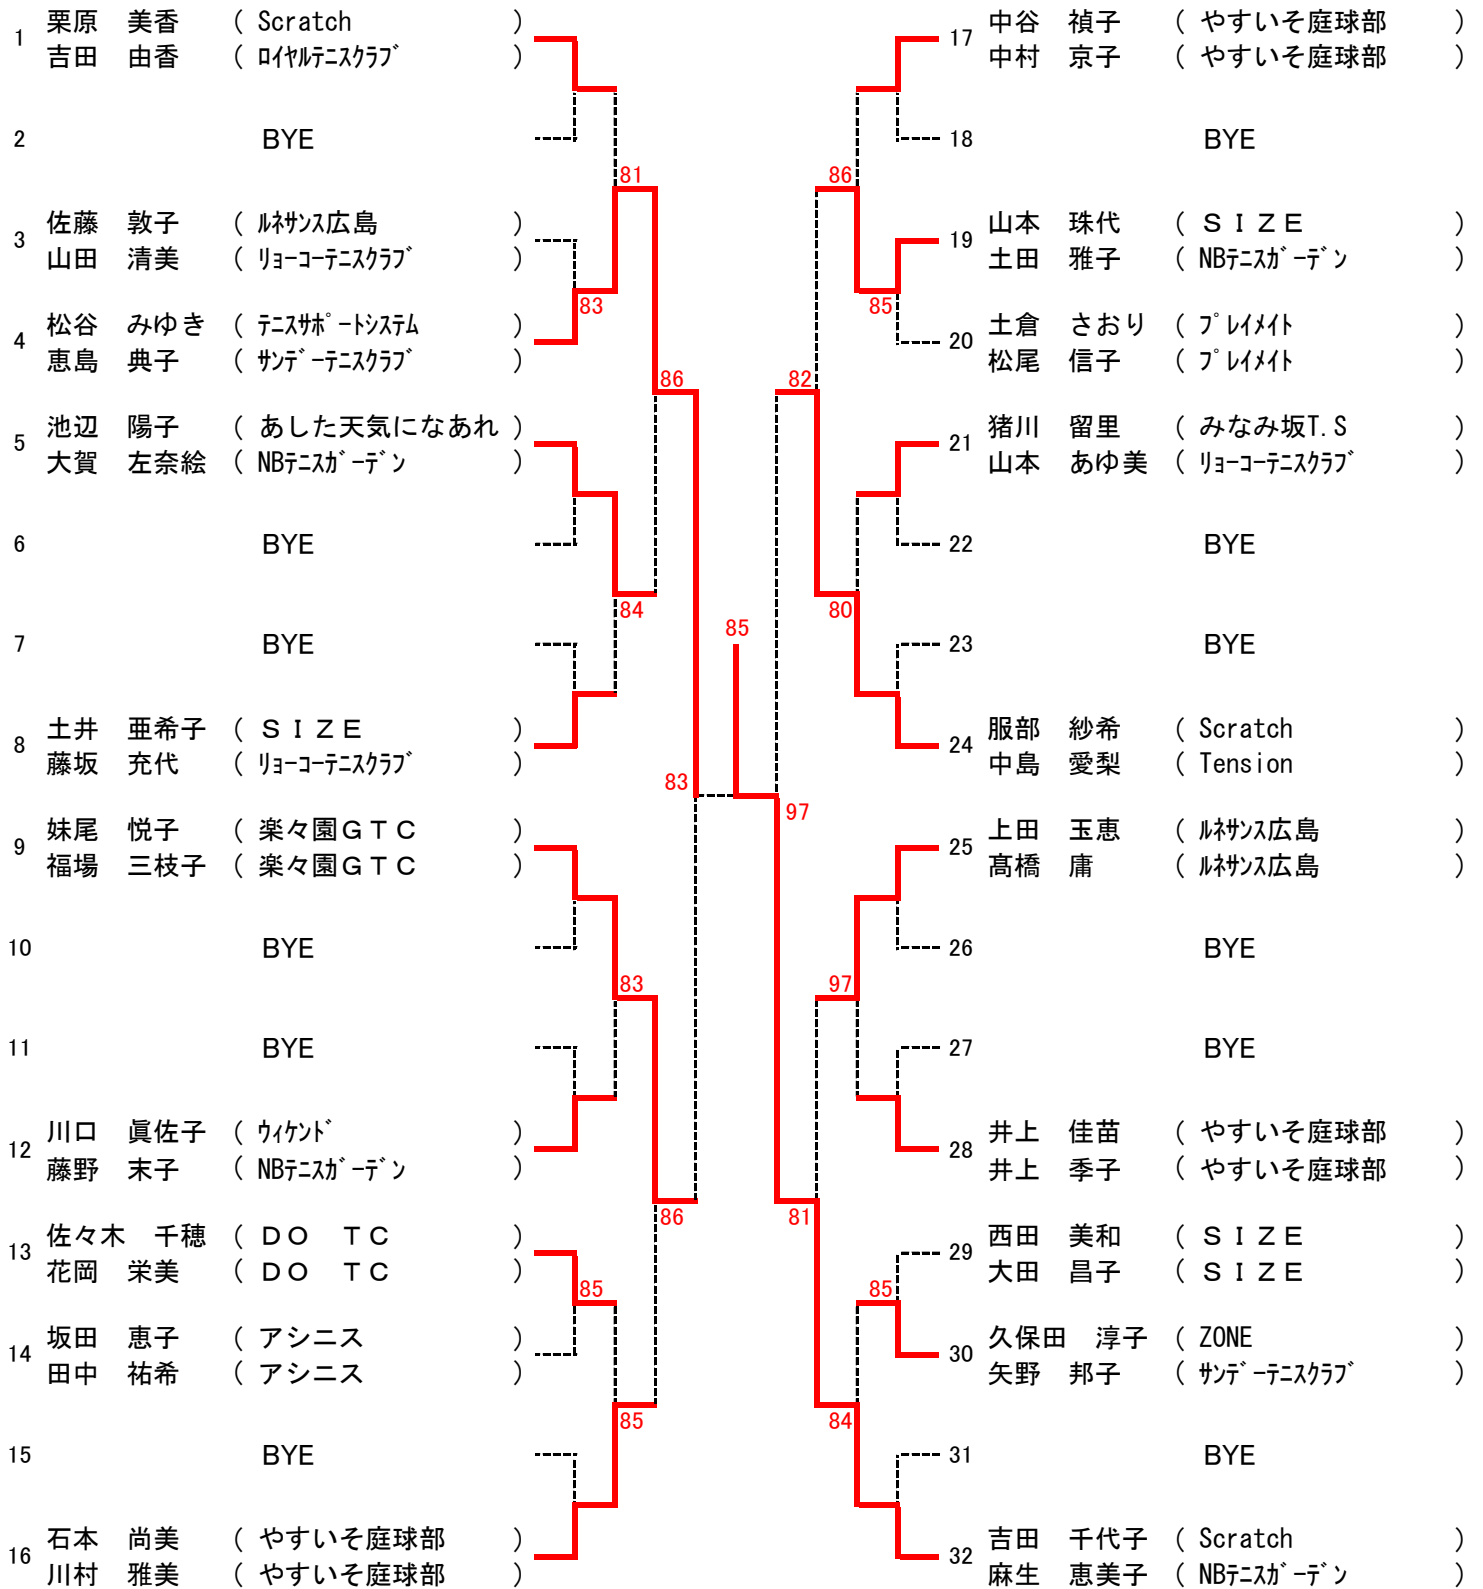 1 栗原 美香 ( Scratch )
吉田 由香 ( ﾛｲﾔﾙﾃﾆｽｸﾗﾌﾞ )
2 BYE
81
3 佐藤 敦子 ( ﾙﾈｻﾝｽ広島 )
山田 清美 ( ﾘｮｰｺｰﾃﾆｽｸﾗﾌﾞ )
83
4 松谷 みゆき ( ﾃﾆｽｻﾎﾟｰﾄｼｽﾃﾑ )
恵島 典子 ( ｻﾝﾃﾞｰﾃﾆｽｸﾗﾌﾞ )
86
5 池辺 陽子 ( あした天気になあれ )
大賀 左奈絵 ( NBﾃﾆｽｶﾞｰﾃﾞﾝ )
6 BYE
84
7 BYE
8 土井 亜希子 ( ＳＩＺＥ )
藤坂 充代 ( ﾘｮｰｺｰﾃﾆｽｸﾗﾌﾞ )
83
9 妹尾 悦子 ( 楽々園ＧＴＣ )
福場 三枝子 ( 楽々園ＧＴＣ )
10 BYE
83
11 BYE
12 川口 眞佐子 ( ｳｨｹﾝﾄﾞ )
藤野 末子 ( NBﾃﾆｽｶﾞｰﾃﾞﾝ )
86
13 佐々木 千穂 ( ＤＯ ＴＣ )
花岡 栄美 ( ＤＯ ＴＣ )
85
14 坂田 恵子 ( アシニス )
田中 祐希 ( アシニス )
85
15 BYE
16 石本 尚美 ( やすいそ庭球部 )
川村 雅美 ( やすいそ庭球部 )
85
17 中谷 禎子 ( やすいそ庭球部 )
中村 京子 ( やすいそ庭球部 )
18 BYE
86
19 山本 珠代 ( ＳＩＺＥ )
土田 雅子 ( NBﾃﾆｽｶﾞｰﾃﾞﾝ )
85
20 土倉 さおり ( ﾌﾟﾚｲﾒｲﾄ )
松尾 信子 ( ﾌﾟﾚｲﾒｲﾄ )
82
21 猪川 留里 ( みなみ坂T.S )
山本 あゆ美 ( ﾘｮｰｺｰﾃﾆｽｸﾗﾌﾞ )
22 BYE
80
23 BYE
24 服部 紗希 ( Scratch )
中島 愛梨 ( Tension )
97
25 上田 玉恵 ( ﾙﾈｻﾝｽ広島 )
髙橋 庸 ( ﾙﾈｻﾝｽ広島 )
26 BYE
97
27 BYE
28 井上 佳苗 ( やすいそ庭球部 )
井上 季子 ( やすいそ庭球部 )
81
29 西田 美和 ( ＳＩＺＥ )
大田 昌子 ( ＳＩＺＥ )
85
30 久保田 淳子 ( ZONE )
矢野 邦子 ( ｻﾝﾃﾞｰﾃﾆｽｸﾗﾌﾞ )
84
31 BYE
32 吉田 千代子 ( Scratch )
麻生 恵美子 ( NBﾃﾆｽｶﾞｰﾃﾞﾝ )